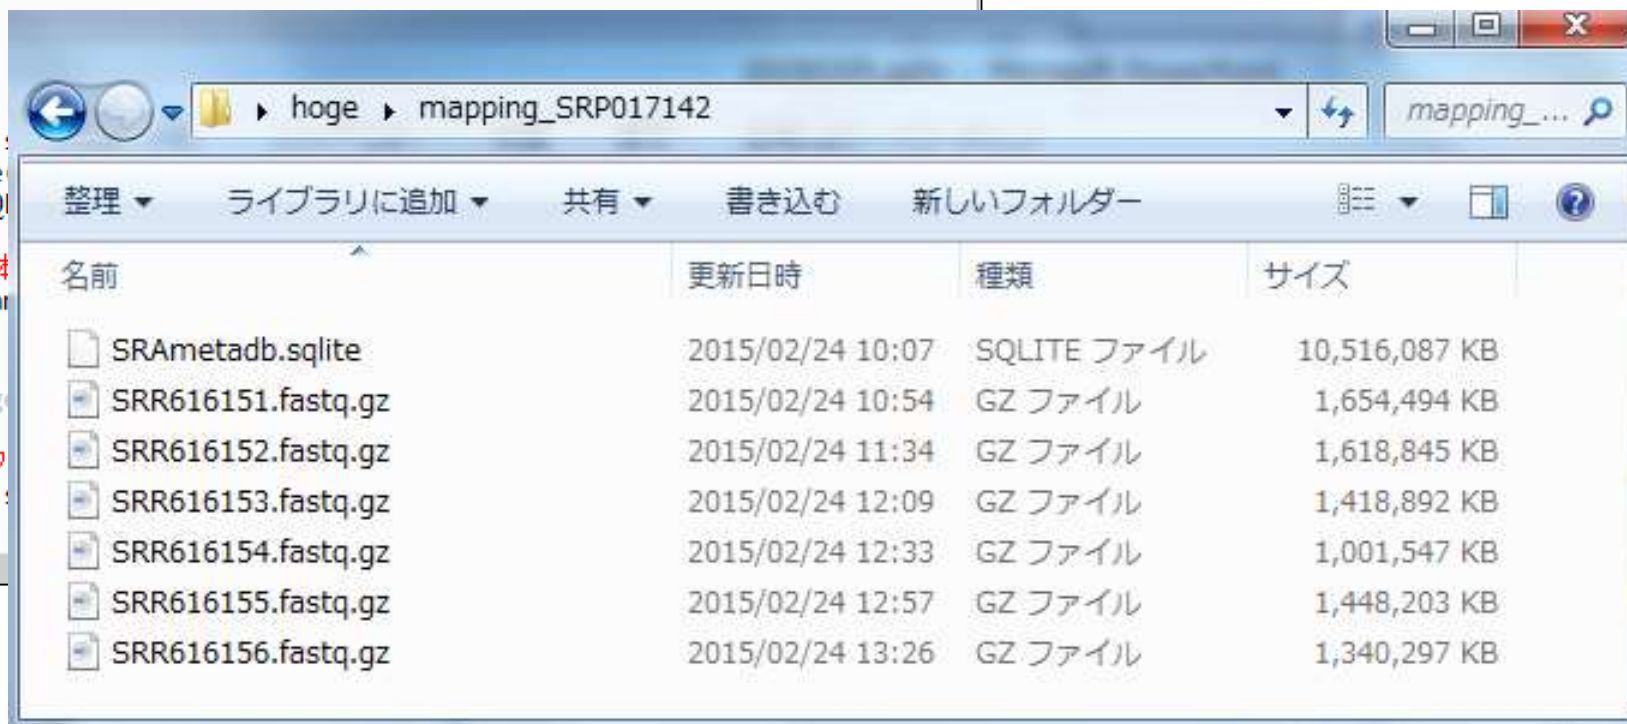 hoge mapping_SRP017142 mapping_...
整理 ライブラリに追加 共有 書き込む 新しいフォルダー
名前 更新日時 種類 サイズ
SRAmetadb.sqlite 2015/02/24 10:07 SQLITE ファイル 10,516,087 KB
SRR616151.fastq.gz 2015/02/24 10:54 GZ ファイル 1,654,494 KB
SRR616152.fastq.gz 2015/02/24 11:34 GZ ファイル 1,618,845 KB
SRR616153.fastq.gz 2015/02/24 12:09 GZ ファイル 1,418,892 KB
SRR616154.fastq.gz 2015/02/24 12:33 GZ ファイル 1,001,547 KB
SRR616155.fastq.gz 2015/02/24 12:57 GZ ファイル 1,448,203 KB
SRR616156.fastq.gz 2015/02/24 13:26 GZ ファイル 1,340,297 KB